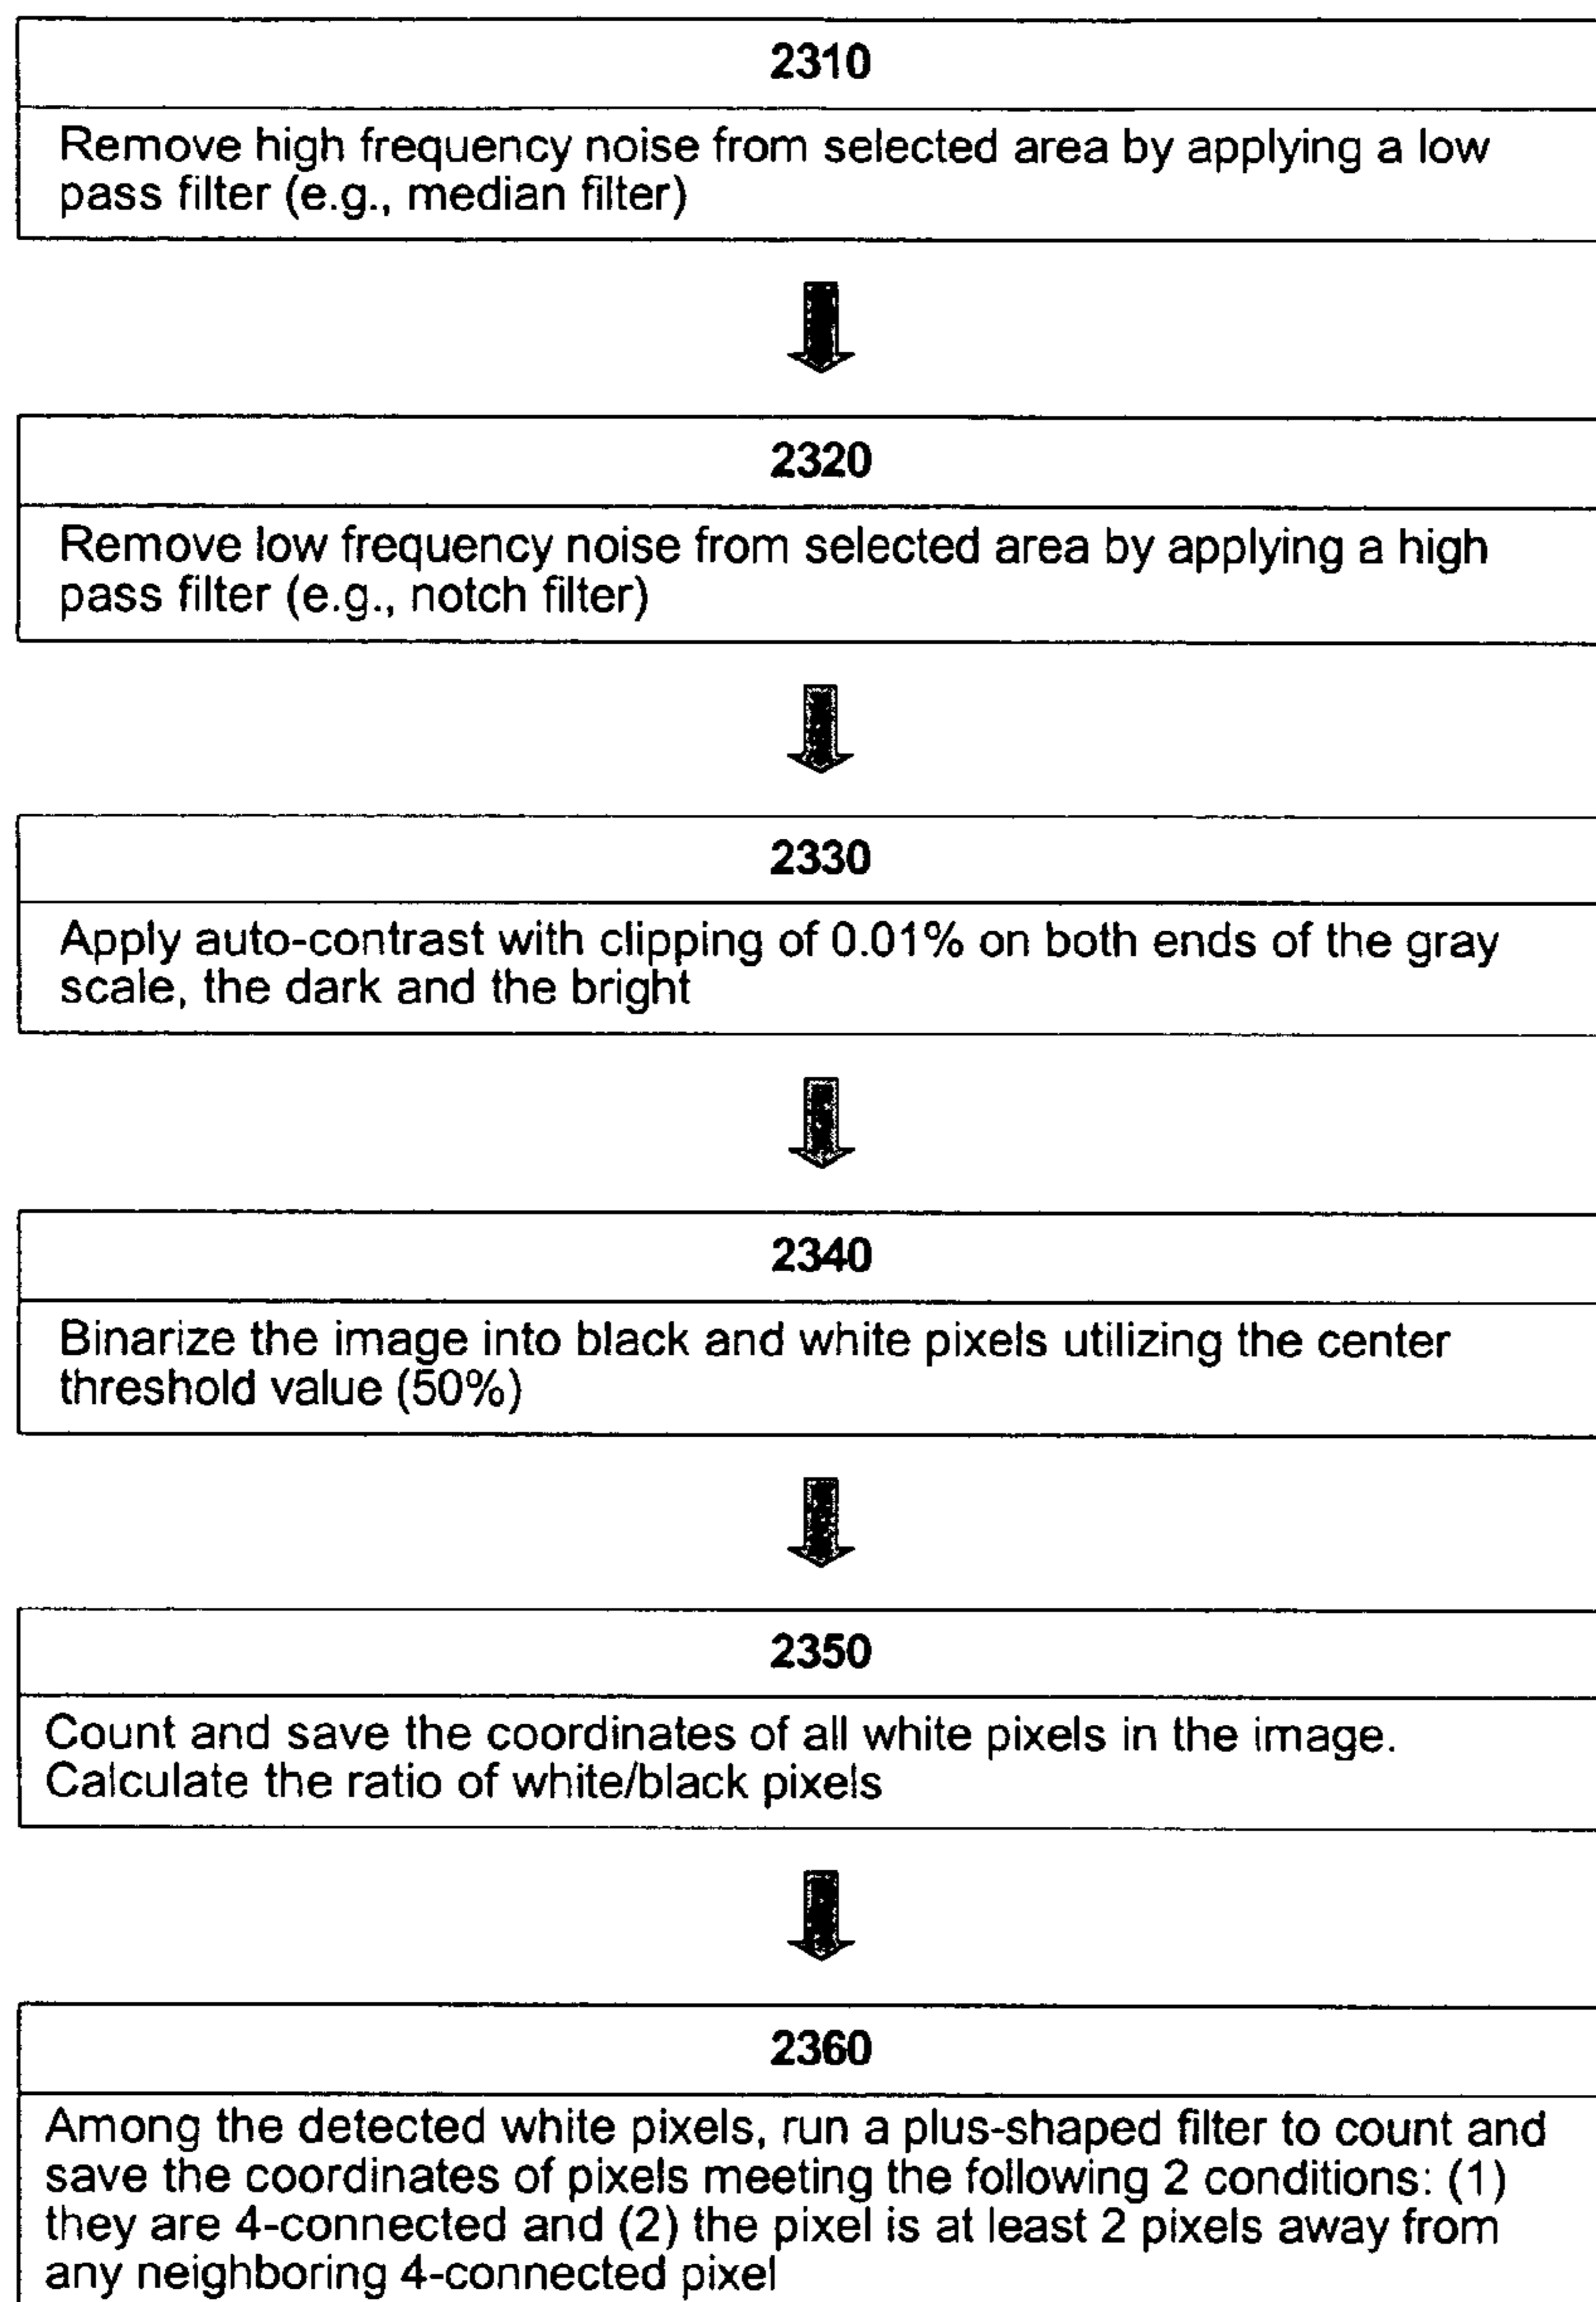 2310
Remove high frequency noise from selected area by applying a low
pass filter (e.g., median filter)
2320
Remove low frequency noise from selected area by applying a high
pass filter (e.g., notch filter)
2330
Apply auto-contrast with clipping of 0.01% on both ends of the gray
scale, the dark and the bright
2340
Binarize the image into black and white pixels utilizing the center
threshold value (50%)
2350
Count and save the coordinates of all white pixels in the image.
Calculate the ratio of white/black pixels
2360
Among the detected white pixels, run a plus-shaped filter to count and
save the coordinates of pixels meeting the following 2 conditions: (1)
they are 4-connected and (2) the pixel is at least 2 pixels away from
any neighboring 4-connected pixel